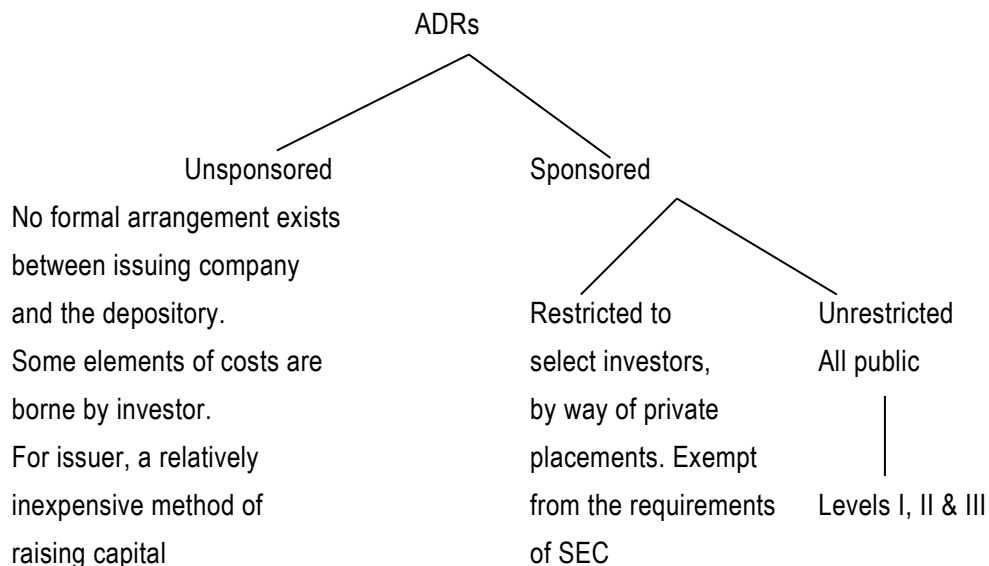 ADRs
Unsponsored
No formal arrangement exists
between issuing company
and the depository.
Some elements of costs are
borne by investor.
For issuer, a relatively
inexpensive method of
raising capital
Sponsored
Restricted to
select investors,
by way of private
placements. Exempt
from the requirements
of SEC
Unrestricted
All public
Levels I, II & III